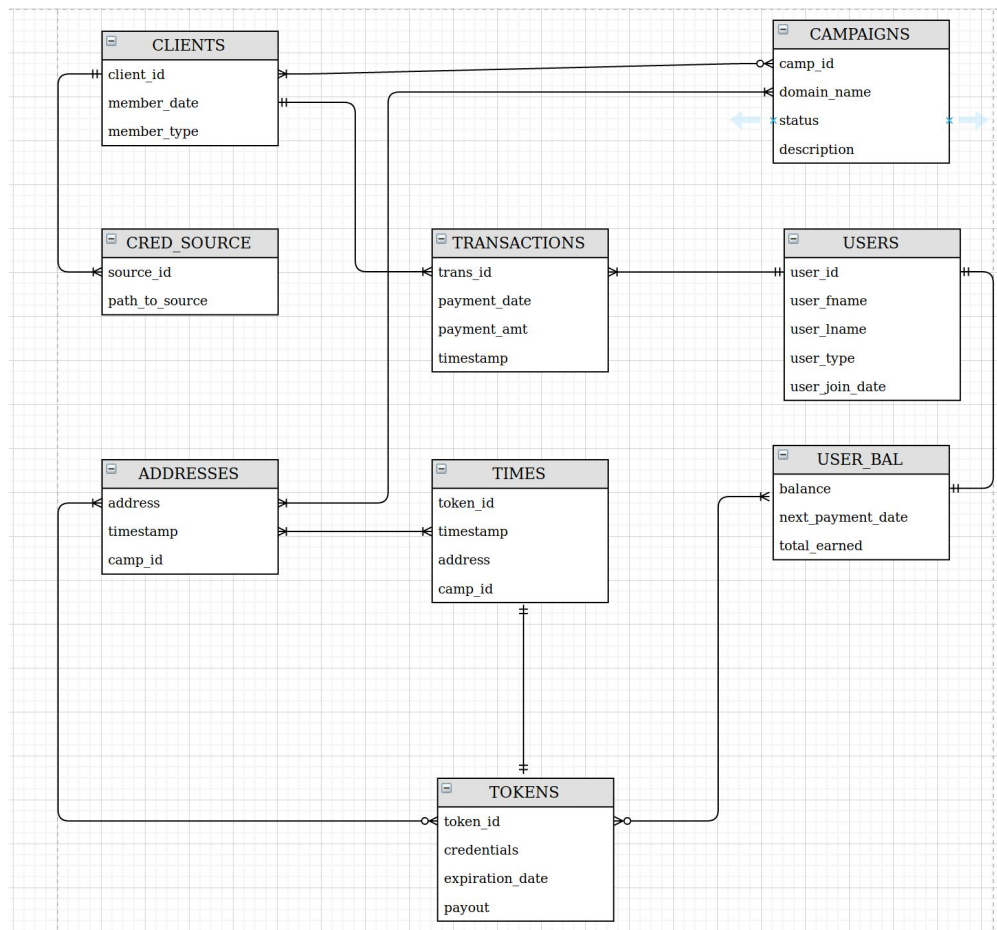 CLIENTS
client_id
member_date
member_type
CAMPAIGNS
camp_id
domain_name
status
description
CRED_SOURCE
source_id
path_to_source
TRANSACTIONS
trans_id
payment_date
payment_amt
timestamp
USERS
user_id
user_fname
user_lname
user_type
user_join_date
ADDRESSES
address
timestamp
camp_id
TIMES
token_id
timestamp
address
camp_id
USER_BAL
balance
next_payment_date
total_earned
TOKENS
token_id
credentials
expiration_date
payout